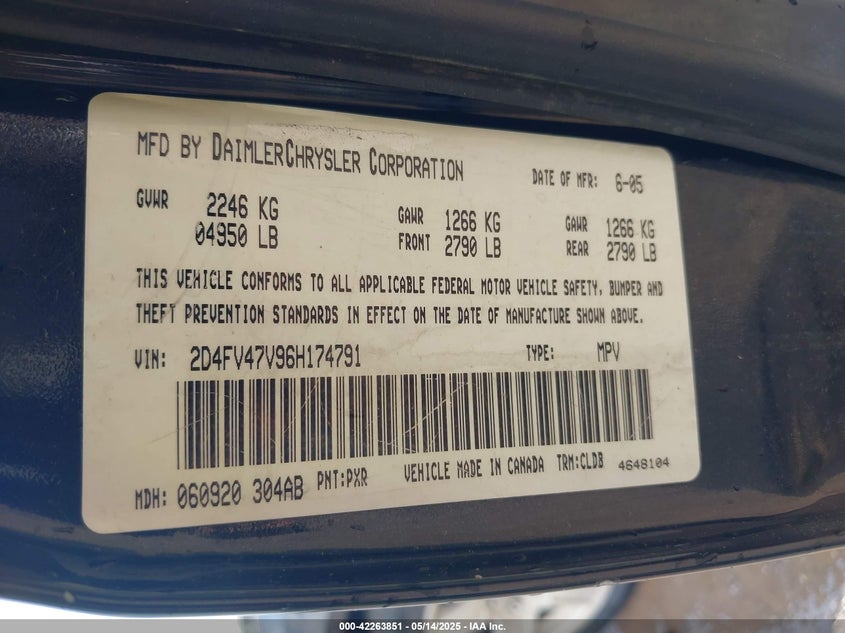 MFD BY DAIMLERCHRYSLER CORPORATION DATE OF MFR: 6-05
GVWR 2246 KG GAWR 1266 KG GAWR 1266 KG
04950 LB FRONT 2790 LB REAR 2790 LB
THIS VEHICLE CONFORMS TO ALL APPLICABLE FEDERAL MOTOR VEHICLE SAFETY, BUMPER AND
THEFT PREVENTION STANDARDS IN EFFECT ON THE DATE OF MANUFACTURE SHOWN ABOVE.
VIN: 2D4FV47V96H174791 TYPE: MPV
MDH: 060920 304AB PNT:PXR VEHICLE MADE IN CANADA TRM:CLDB 4648104
000-42263851 - 05/14/2025 - IAA Inc.